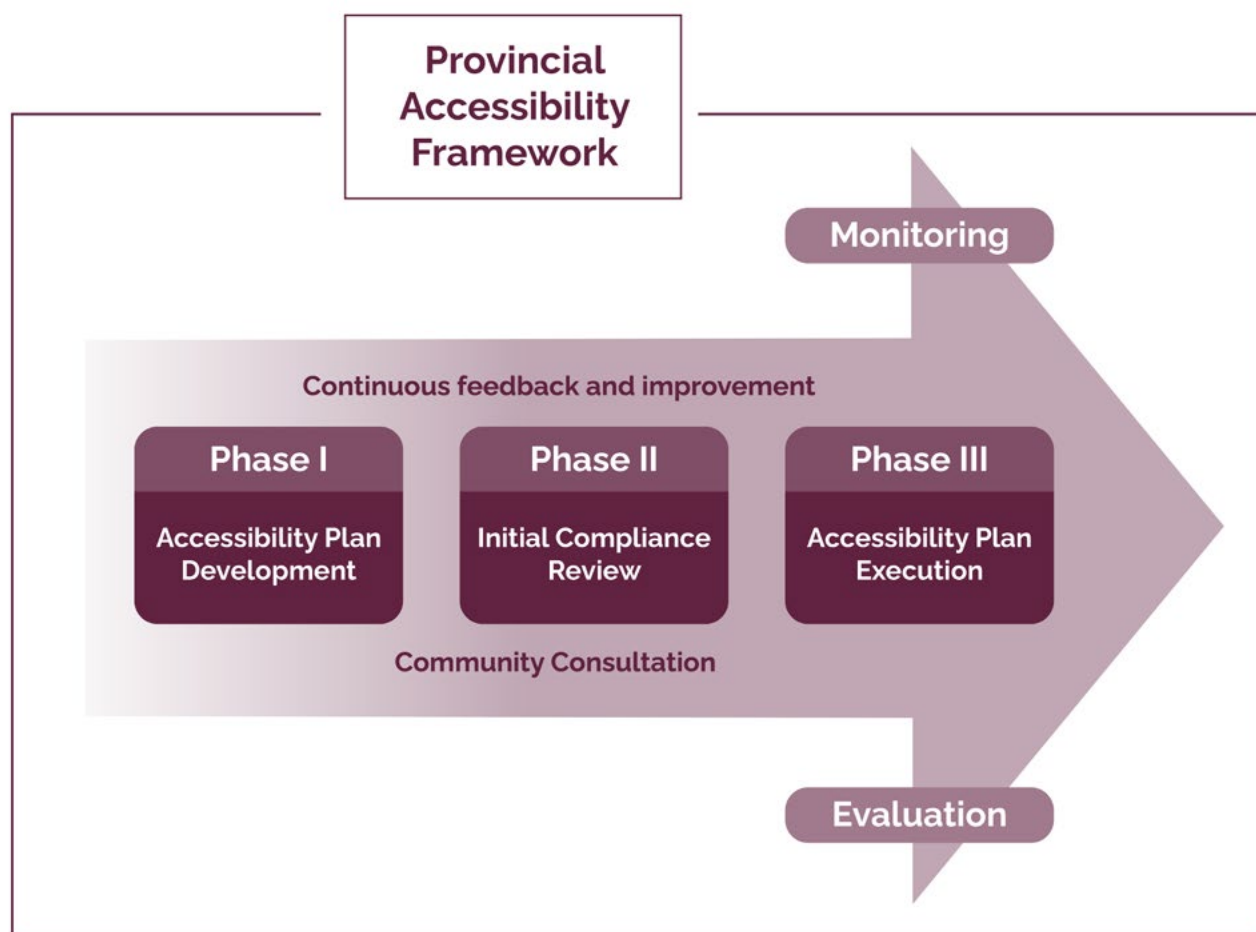 Provincial
Accessibility
Framework
Monitoring
Continuous feedback and improvement
Phase I
Accessibility Plan
Development
Phase II
Initial Compliance
Review
Phase III
Accessibility Plan
Execution
Community Consultation
Evaluation